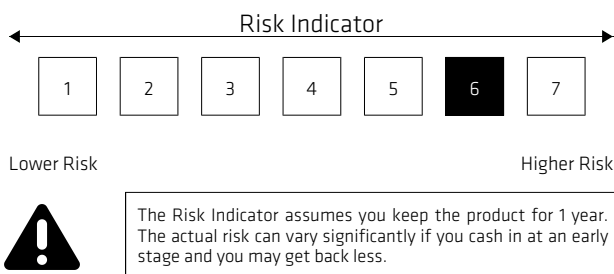 Risk Indicator
1 2 3 4 5 6 7
Lower Risk Higher Risk
The Risk Indicator assumes you keep the product for 1 year.
The actual risk can vary significantly if you cash in at an early
stage and you may get back less.